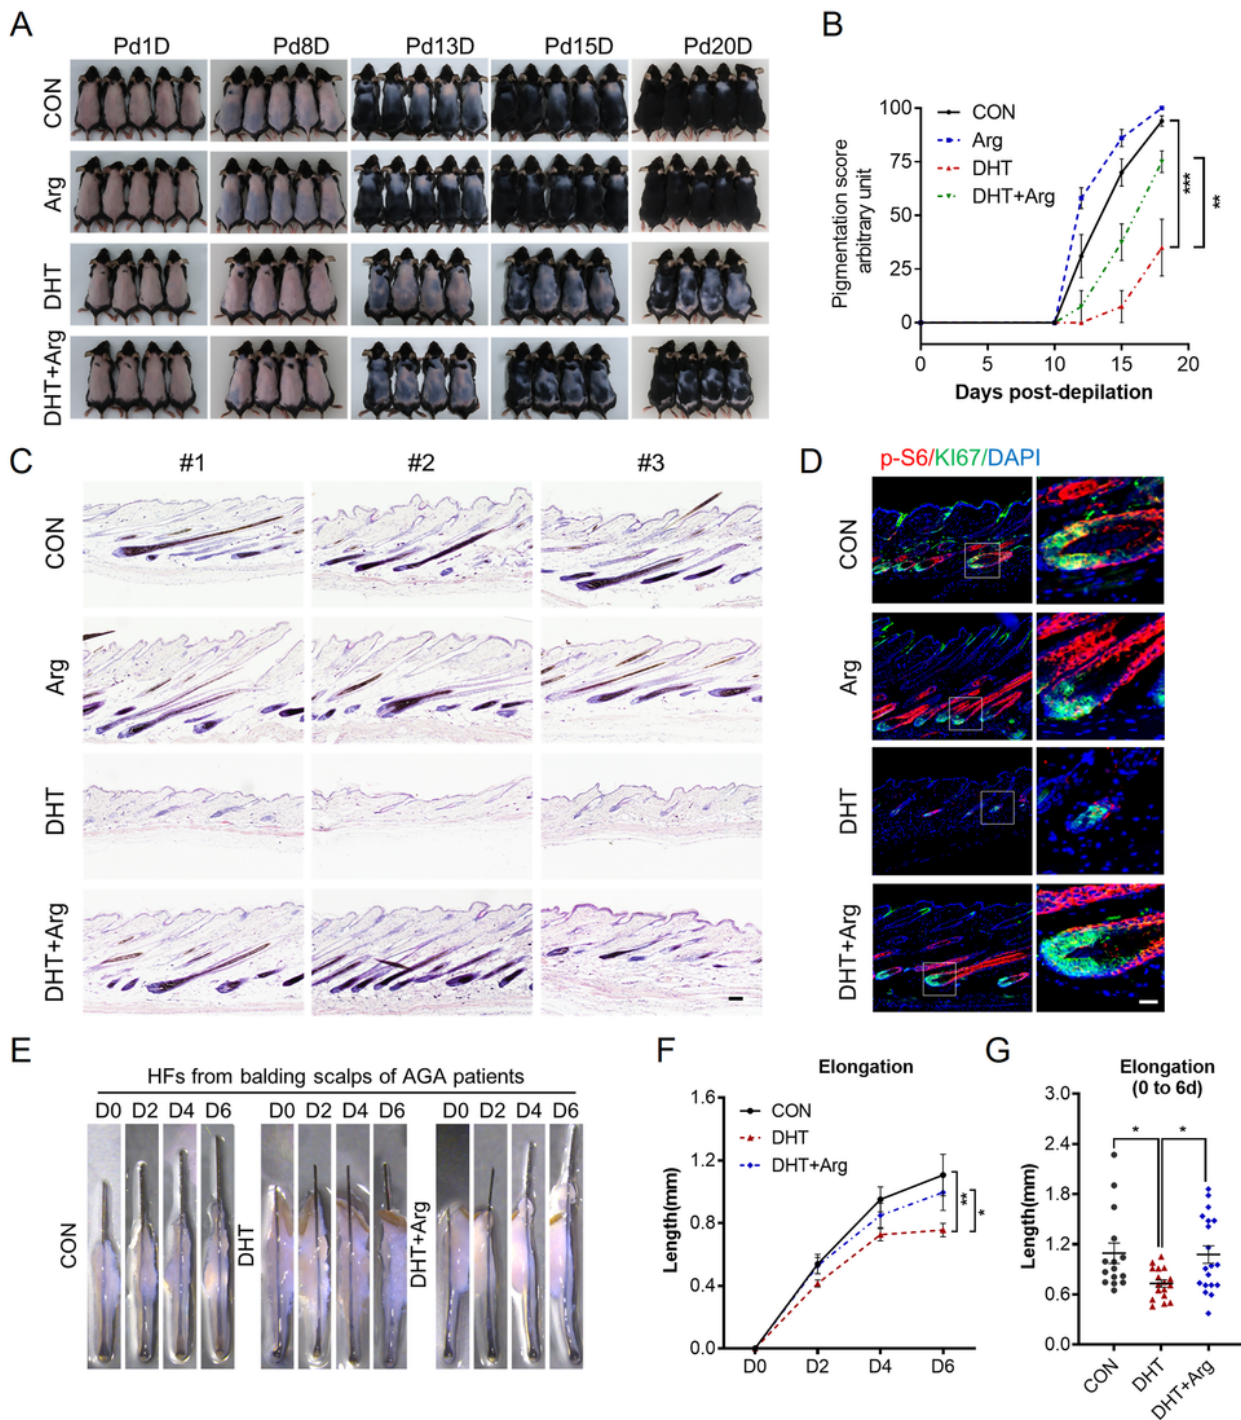 A
Pd1D Pd8D Pd13D Pd15D Pd20D
CON
Arg
DHT
DHT+Arg
B
Pigmentation score
arbitrary unit
100
75
50
25
0
0 5 10 15 20
Days post-depilation
CON
Arg
DHT
DHT+Arg
***
**
C
#1 #2 #3
CON
Arg
DHT
DHT+Arg
D
p-S6/KI67/DAPI
CON
Arg
DHT
DHT+Arg
E
HFs from balding scalps of AGA patients
D0 D2 D4 D6 D0 D2 D4 D6 D0 D2 D4 D6
CON
DHT
DHT+Arg
F
Elongation
Length(mm)
1.6
1.2
0.8
0.4
0.0
D0 D2 D4 D6
CON
DHT
DHT+Arg
**
*
G
Elongation
(0 to 6d)
Length(mm)
3.0
2.4
1.8
1.2
0.6
0.0
* *
CON
DHT
DHT+Arg